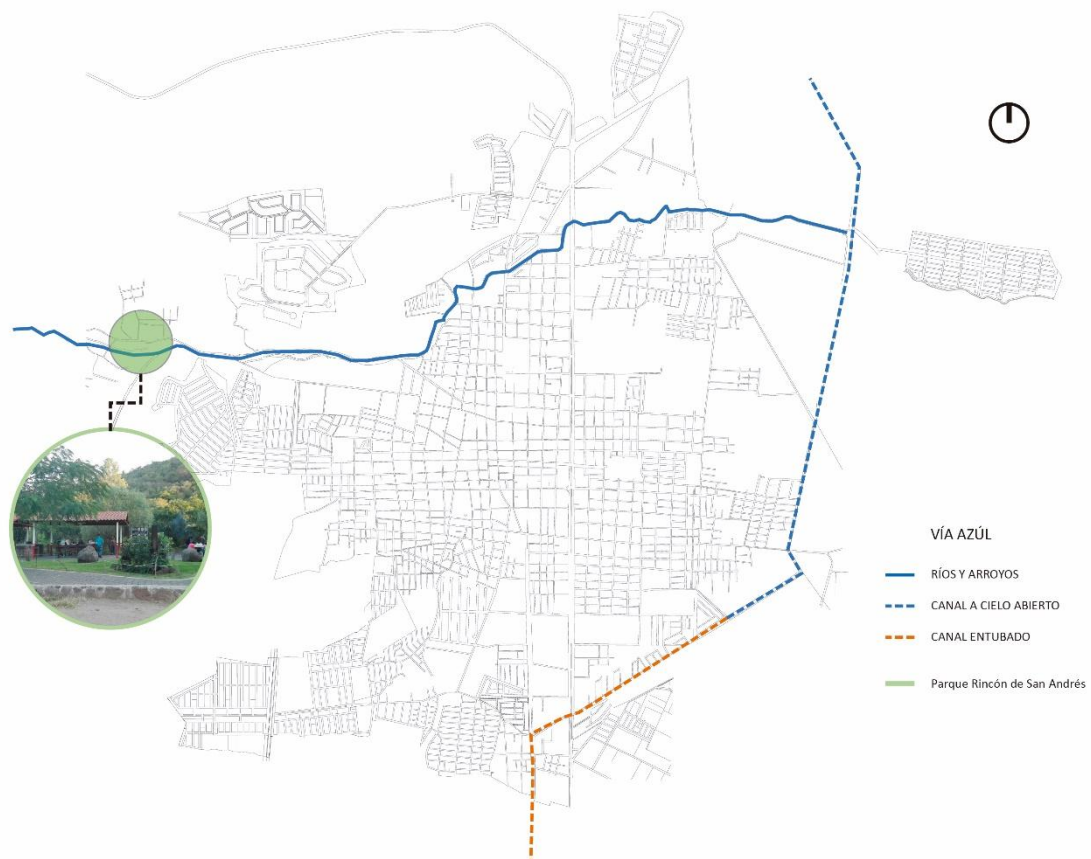 VÍA AZÚL
RÍOS Y ARROYOS
CANAL A CIELO ABIERTO
CANAL ENTUBADO
Parque Rincón de San Andrés